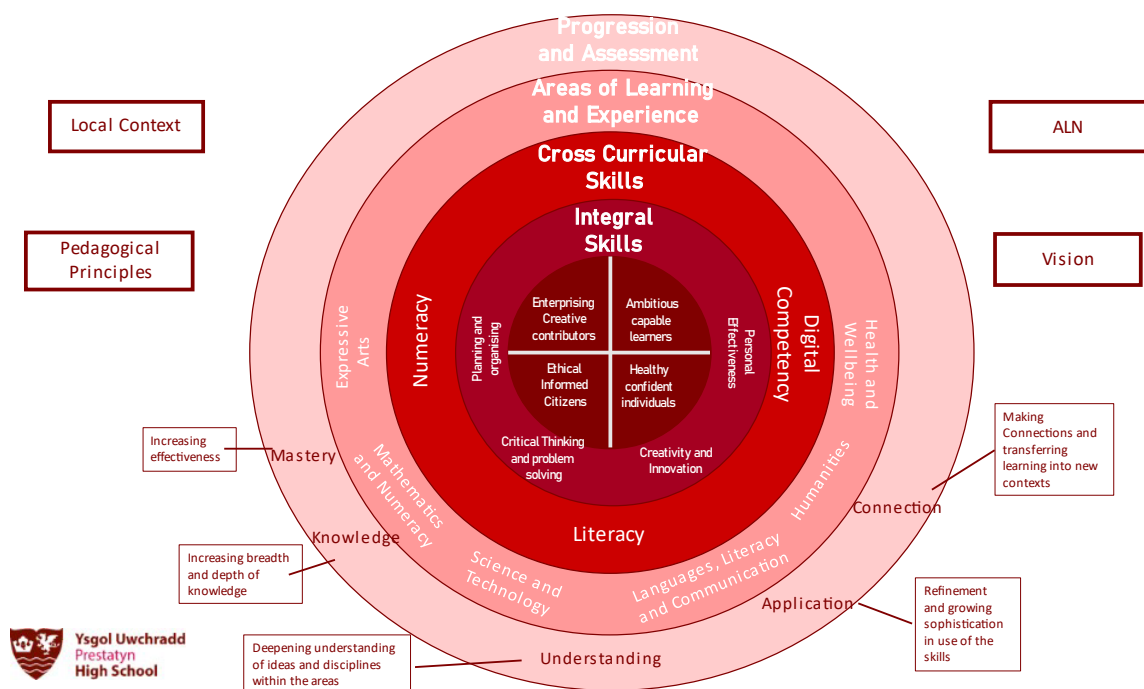 Progression
and Assessment
Areas of Learning
and Experience
Cross Curricular
Skills
Integral
Skills
Local Context
Pedagogical
Principles
ALN
Vision
Enterprising
Creative
contributors
Ambitious
capable
learners
Ethical
Informed
Citizens
Healthy
confident
individuals
Planning and
organising
Personal
Effectiveness
Critical Thinking
and problem
solving
Creativity and
Innovation
Numeracy
Digital
Competency
Literacy
Expressive
Arts
Health and
Wellbeing
Mathematics
and Numeracy
Science and
Technology
Languages, Literacy
and Communication
Humanities
Mastery
Knowledge
Understanding
Application
Connection
Increasing
effectiveness
Increasing breadth
and depth of
knowledge
Deepening understanding
of ideas and disciplines
within the areas
Refinement
and growing
sophistication
in use of the
skills
Making
Connections and
transferring
learning into new
contexts
Ysgol Uwchradd
Prestatyn
High School